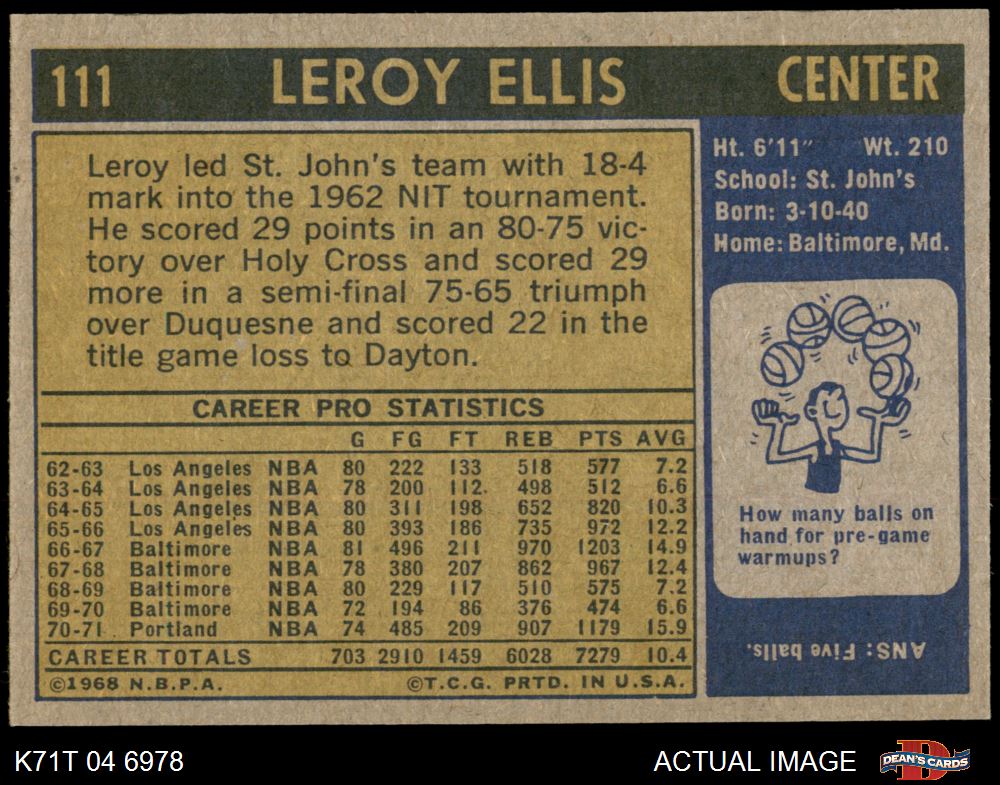 111 LEROY ELLIS CENTER
Leroy led St. John's team with 18-4
mark into the 1962 NIT tournament.
He scored 29 points in an 80-75 vic-
tory over Holy Cross and scored 29
more in a semi-final 75-65 triumph
over Duquesne and scored 22 in the
title game loss to Dayton.
Ht. 6'11" Wt. 210
School: St. John's
Born: 3-10-40
Home: Baltimore, Md.
CAREER PRO STATISTICS
G FG FT REB PTS AVG
62-63 Los Angeles NBA 80 222 133 518 577 7.2
63-64 Los Angeles NBA 78 200 112 498 512 6.6
64-65 Los Angeles NBA 80 311 198 652 820 10.3
65-66 Los Angeles NBA 80 393 186 735 972 12.2
66-67 Baltimore NBA 81 496 211 970 1203 14.9
67-68 Baltimore NBA 78 380 207 862 967 12.4
68-69 Baltimore NBA 80 229 117 510 575 7.2
69-70 Baltimore NBA 72 194 86 376 474 6.6
70-71 Portland NBA 74 485 209 907 1179 15.9
CAREER TOTALS 703 2910 1459 6028 7279 10.4
©1968 N.B.P.A. ©T.C.G. PRTD. IN U.S.A.
How many balls on
hand for pre-game
warmups?
ANS: Five balls.
K71T 04 6978 ACTUAL IMAGE DEAN'S CARDS